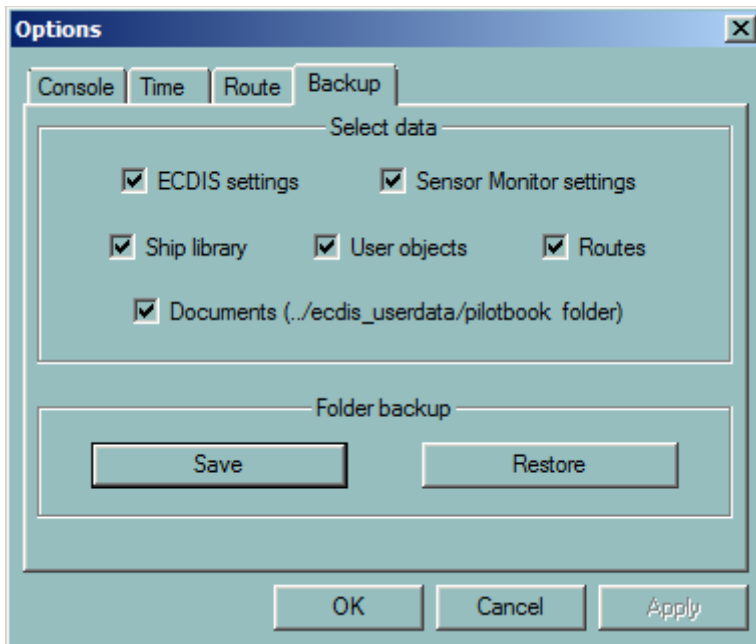 Options
Console Time Route Backup
Select data
ECDIS settings Sensor Monitor settings
Ship library User objects Routes
Documents (../ecdis_userdata/pilotbook folder)
Folder backup
Save Restore
OK Cancel Apply